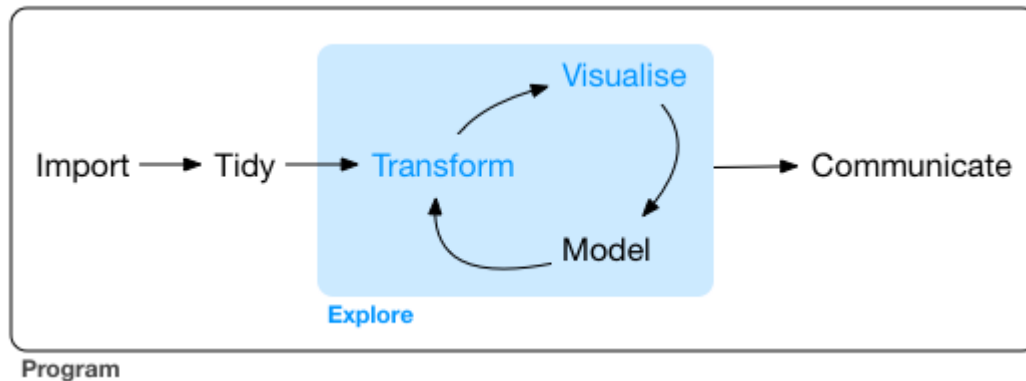 Visualise
Import
Tidy
Transform
Communicate
Model
Explore
Program